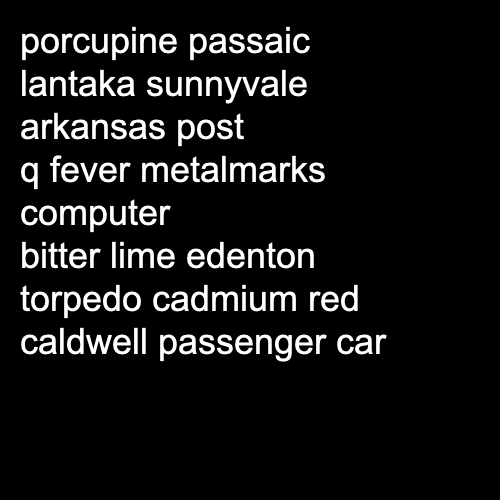 porcupine passaic
lantaka sunnyvale
arkansas post
q fever metalmarks
computer
bitter lime edenton
torpedo cadmium red
caldwell passenger car